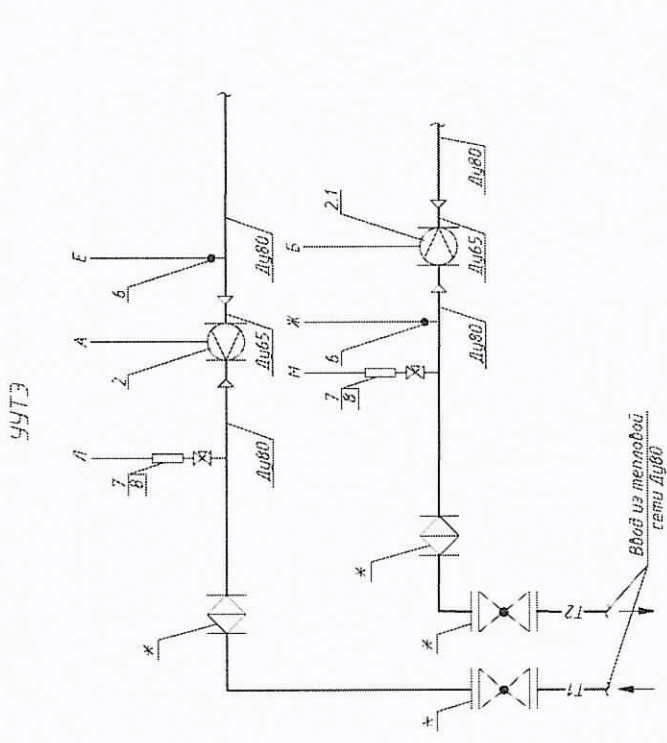 УУТЭ
Л
7
8
Ду80
*
А
2
Ду65
Е
6
Ду80
*
М
7
8
Ж
6
Ду80
Б
2.1
Ду65
Ду80
*
*
Т1
Т2
Ввод из тепловой
сети Ду80